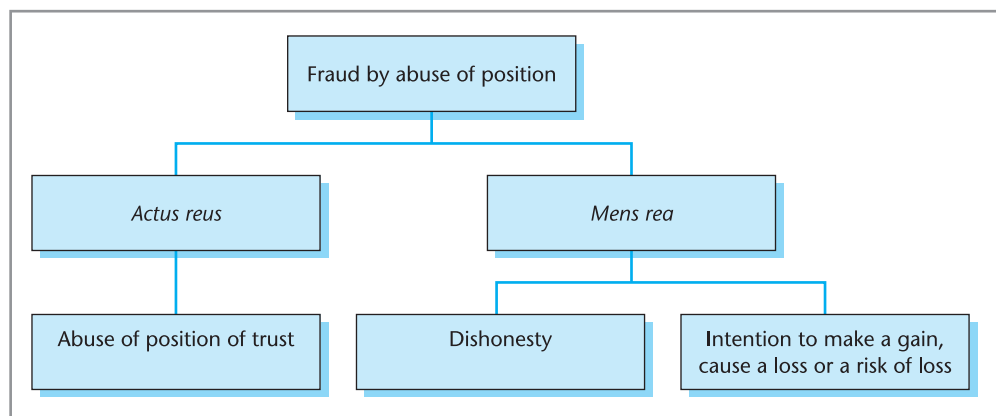 Fraud by abuse of position
Actus reus
Mens rea
Abuse of position of trust
Dishonesty
Intention to make a gain,
cause a loss or a risk of loss